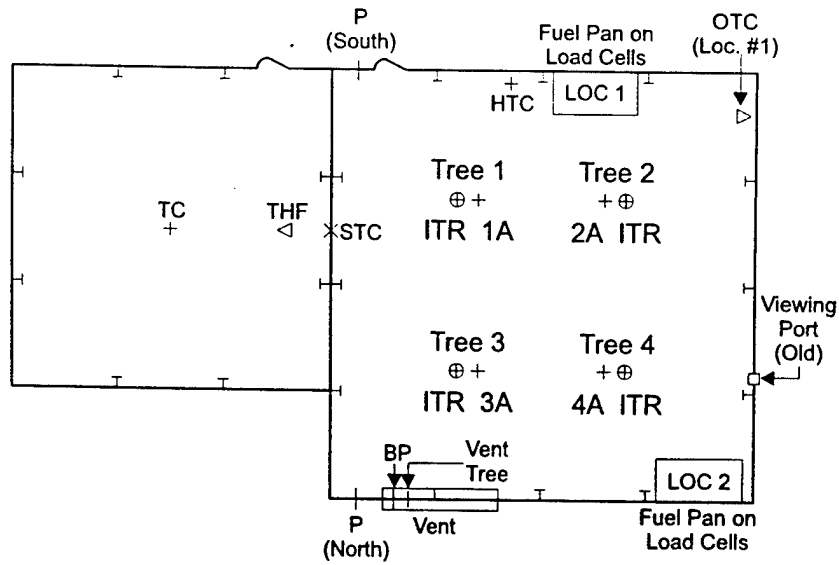 P
(South)
Fuel Pan on
Load Cells
OTC
(Loc. #1)
HTC
LOC 1
Tree 1
Tree 2
ITR 1A
2A ITR
TC
THF
STC
Viewing
Port
(Old)
Tree 3
Tree 4
ITR 3A
4A ITR
BP
Vent
Tree
LOC 2
P
(North)
Vent
Fuel Pan on
Load Cells